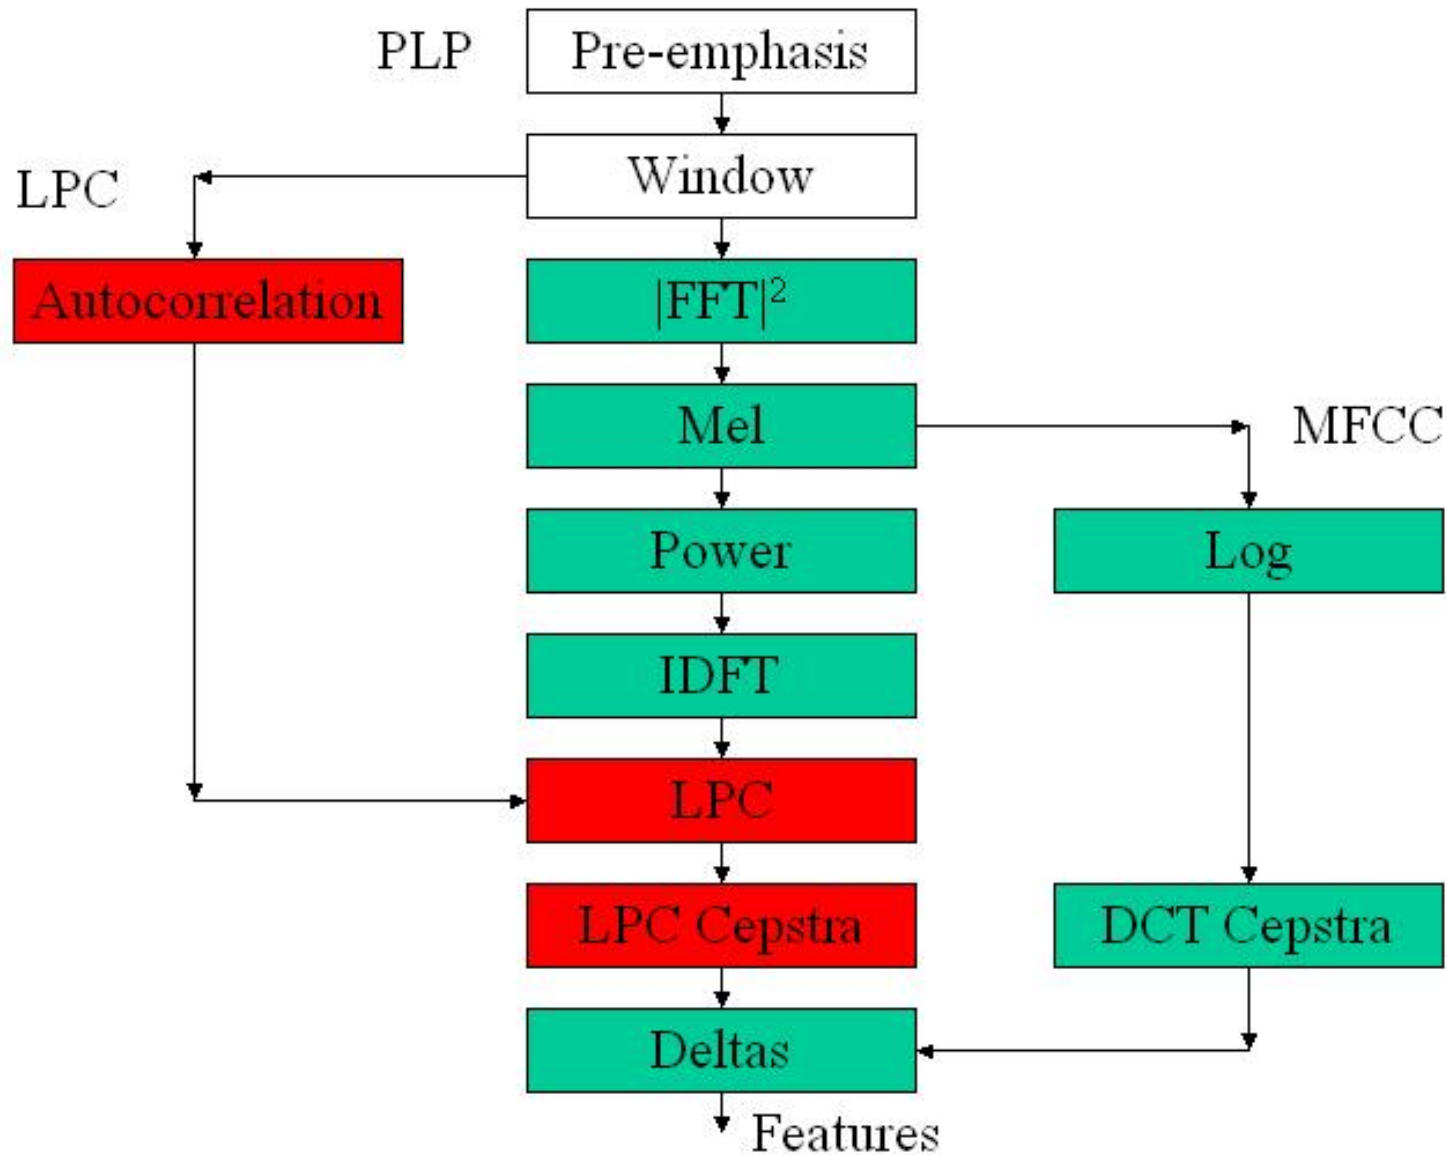 PLP
Pre-emphasis
Window
LPC
Autocorrelation
|FFT|²
Mel
MFCC
Power
Log
IDFT
LPC
LPC Cepstra
DCT Cepstra
Deltas
Features